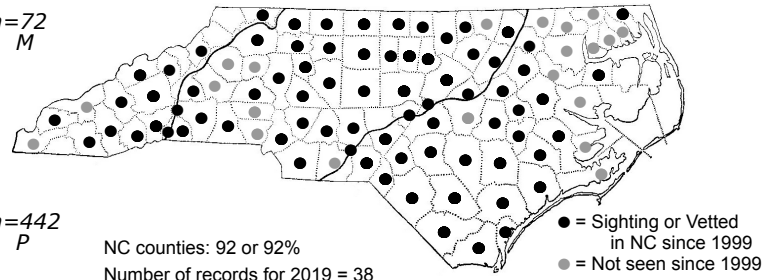 n=72
M
n=442
P
NC counties: 92 or 92%
Number of records for 2019 = 38
● = Sighting or Vetted
in NC since 1999
● = Not seen since 1999